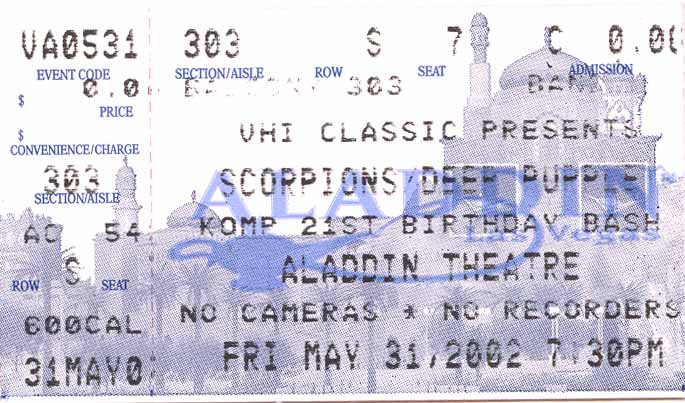 VA0531 303 S 7 C 0.00
EVENT CODE SECTION/AISLE ROW SEAT ADMISSION
$ 0.0 BALCONY 303
PRICE
VHI CLASSIC PRESENTS
$
CONVENIENCE/CHARGE
303 SCORPIONS/DEEP PURPLE
SECTION/AISLE
ALADDIN
Las Vegas
AC 54 KOMP 21ST BIRTHDAY BASH
S ALADDIN THEATRE
ROW SEAT
600CAL NO CAMERAS * NO RECORDERS
31MAY0 FRI MAY 31,2002 7:30PM